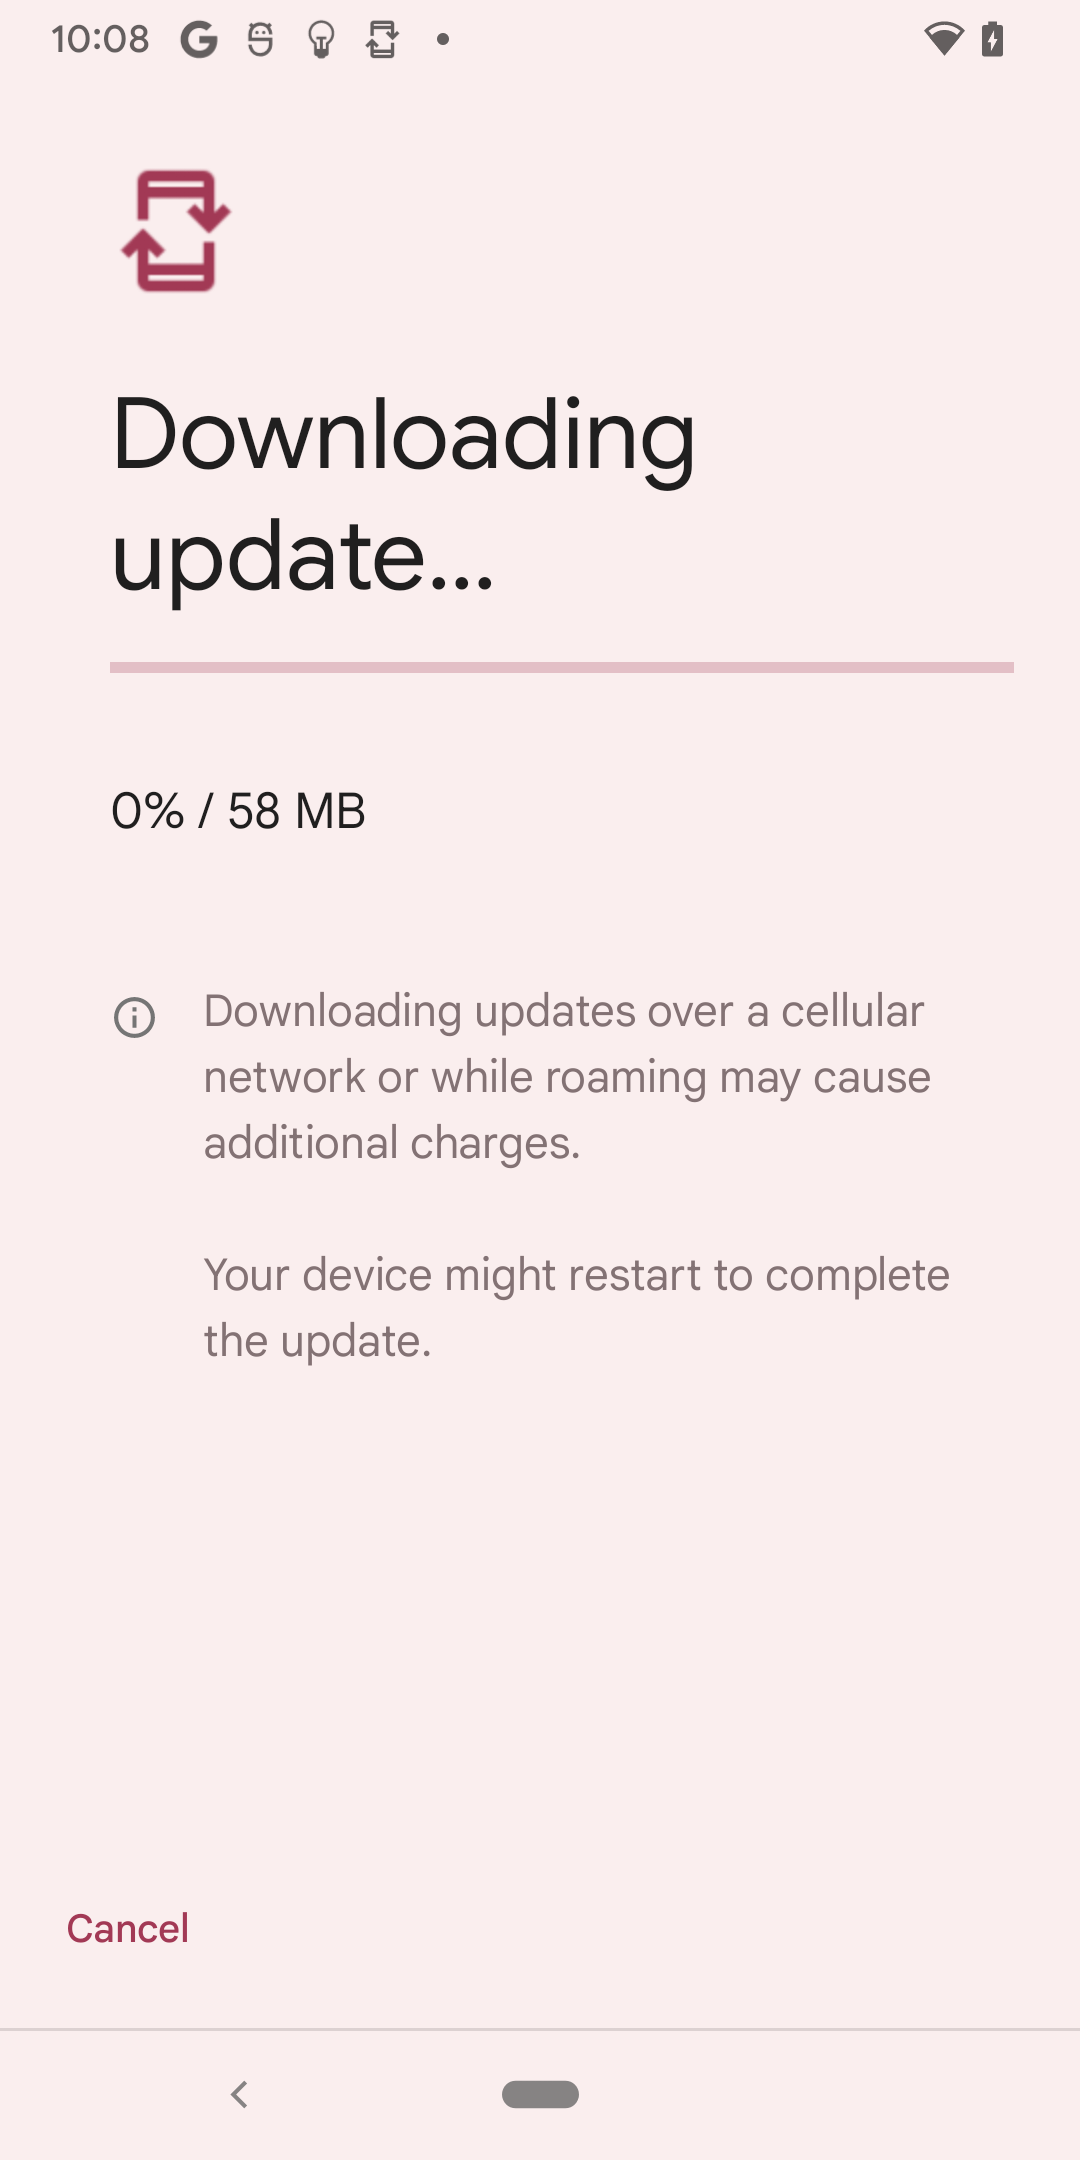 10:08
Downloading
update...
0% / 58 MB
Downloading updates over a cellular
network or while roaming may cause
additional charges.
Your device might restart to complete
the update.
Cancel